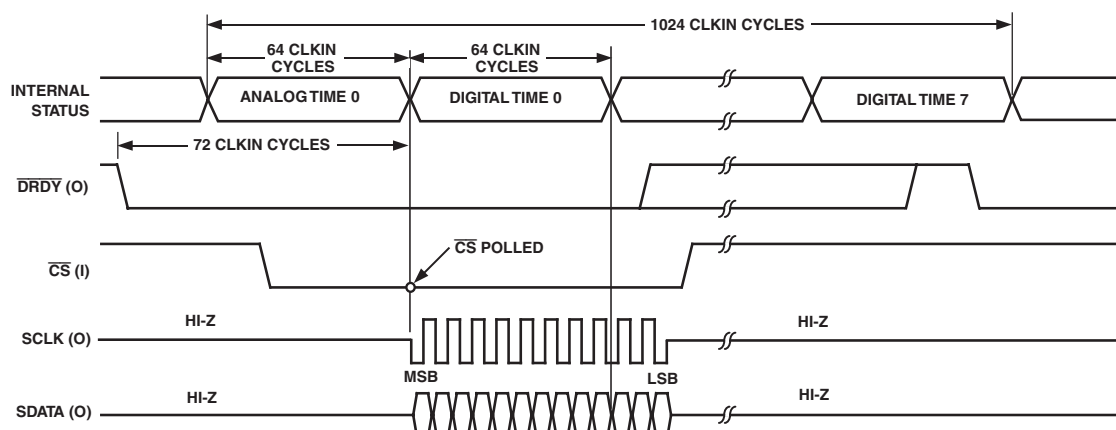 1024 CLKIN CYCLES
64 CLKIN
CYCLES
64 CLKIN
CYCLES
INTERNAL
STATUS
ANALOG TIME 0
DIGITAL TIME 0
DIGITAL TIME 7
72 CLKIN CYCLES
DRDY (O)
CS POLLED
CS (I)
HI-Z
HI-Z
SCLK (O)
MSB
LSB
HI-Z
HI-Z
SDATA (O)